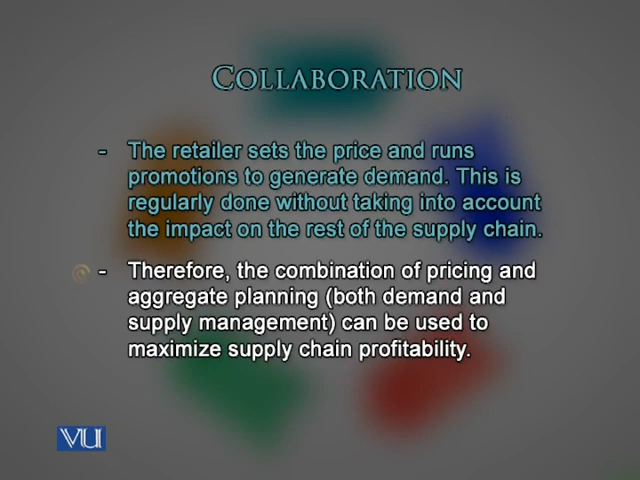 COLLABORATION
- The retailer sets the price and runs
promotions to generate demand. This is
regularly done without taking into account
the impact on the rest of the supply chain.
- Therefore, the combination of pricing and
aggregate planning (both demand and
supply management) can be used to
maximize supply chain profitability.
VU